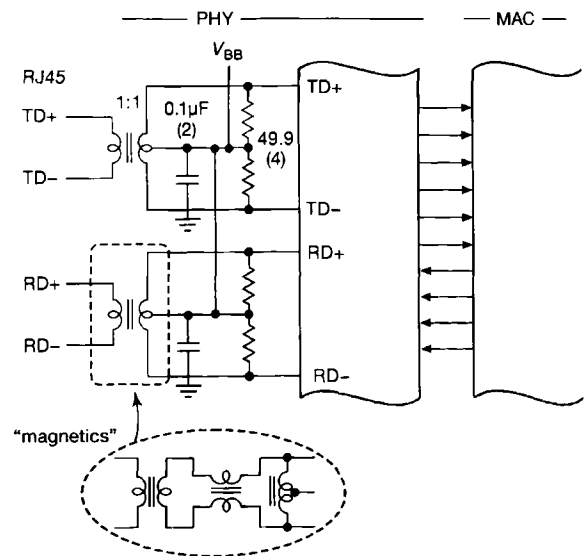 PHY
MAC
V_BB
RJ45
1:1
0.1µF
(2)
49.9
(4)
TD+
TD+
TD−
TD−
RD+
RD+
RD−
RD−
"magnetics"